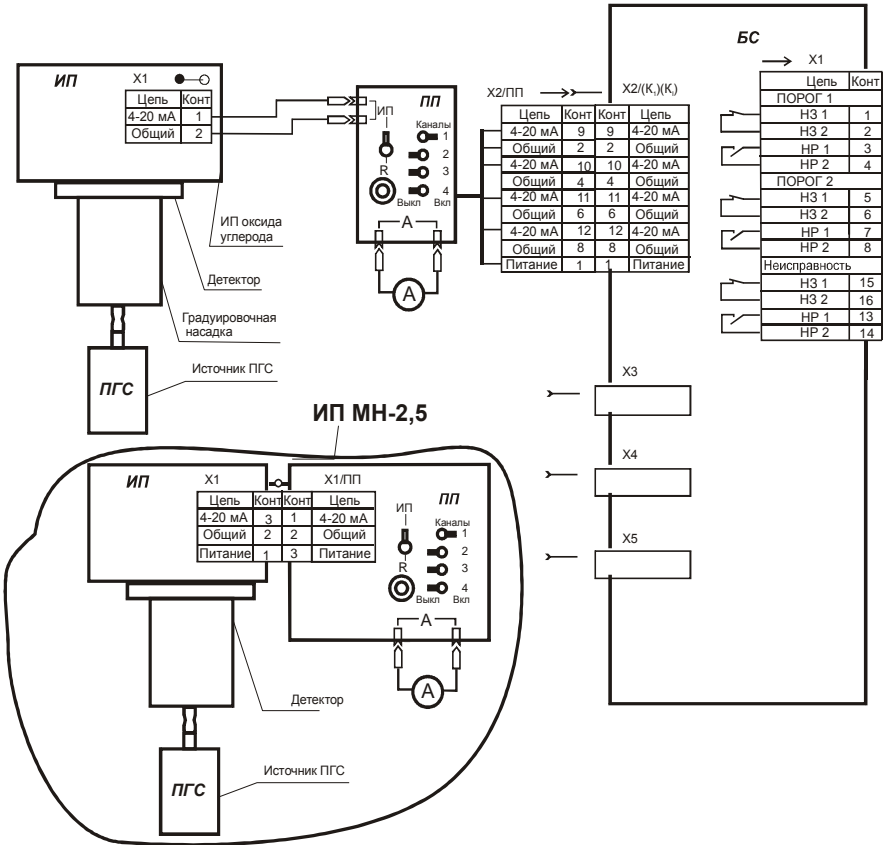 ИП
X1
Цепь Конт
4-20 мА 1
Общий 2
ИП оксида
углерода
Детектор
Градуировочная
насадка
Источник ПГС
ПГС
ПП
ИП
Каналы
1
2
3
4
R
Выкл Вкл
А
А
X2/ПП
X2/(K₁)(K₁)
Цепь Конт Конт Цепь
4-20 мА 9 9 4-20 мА
Общий 2 2 Общий
4-20 мА 10 10 4-20 мА
Общий 4 4 Общий
4-20 мА 11 11 4-20 мА
Общий 6 6 Общий
4-20 мА 12 12 4-20 мА
Общий 8 8 Общий
Питание 1 1 Питание
БС
X1
Цепь Конт
ПОРОГ 1
НЗ 1 1
НЗ 2 2
НР 1 3
НР 2 4
ПОРОГ 2
НЗ 1 5
НЗ 2 6
НР 1 7
НР 2 8
Неисправность
НЗ 1 15
НЗ 2 16
НР 1 13
НР 2 14
X3
X4
X5
ИП МН-2,5
ИП
X1
X1/ПП
Цепь Конт Конт Цепь
4-20 мА 3 1 4-20 мА
Общий 2 2 Общий
Питание 1 3 Питание
ПП
ИП
Каналы
1
2
3
4
R
Выкл Вкл
А
А
Детектор
Источник ПГС
ПГС